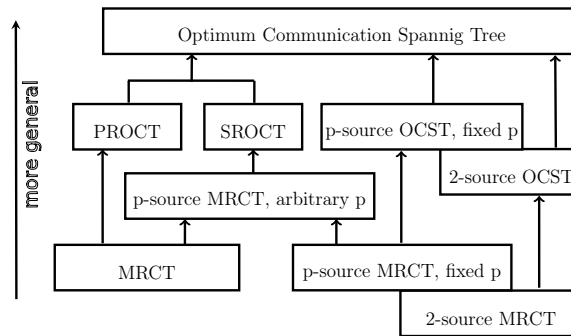 Optimum Communication Spannig Tree
PROCT
SROCT
p-source OCST, fixed p
2-source OCST
p-source MRCT, arbitrary p
MRCT
p-source MRCT, fixed p
2-source MRCT
more general